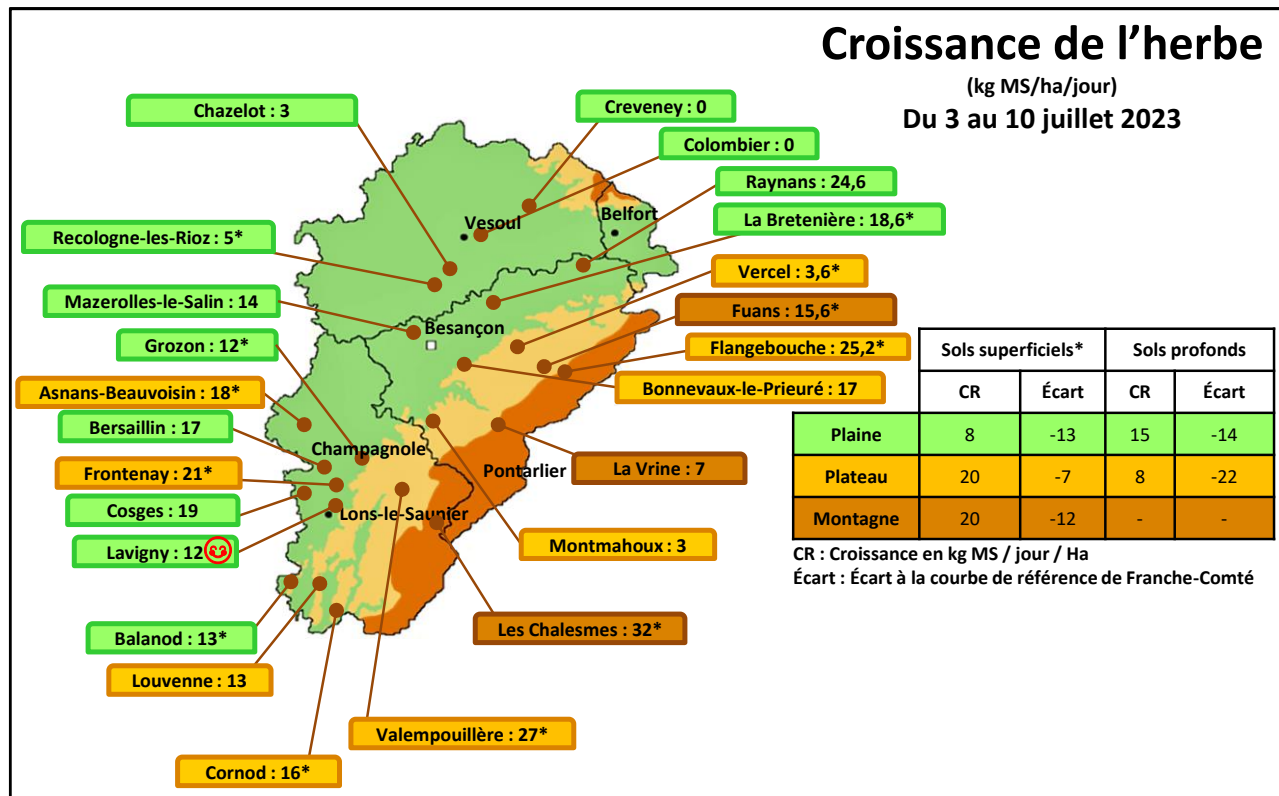 Croissance de l’herbe
(kg MS/ha/jour)
Du 3 au 10 juillet 2023
Chazelot : 3
Creveney : 0
Colombier : 0
Raynans : 24,6
La Bretenière : 18,6*
Recologne-les-Rioz : 5*
Vercel : 3,6*
Mazerolles-le-Salin : 14
Fuans : 15,6*
Grozon : 12*
Flangebouche : 25,2*
Asnans-Beauvoisin : 18*
Bonnevaux-le-Prieuré : 17
Bersaillin : 17
Frontenay : 21*
La Vrine : 7
Cosges : 19
Lavigny : 12
Montmahoux : 3
Balanod : 13*
Les Chalesmes : 32*
Louvenne : 13
Valempouillère : 27*
Cornod : 16*
Vesoul
Belfort
Besançon
Champagnole
Pontarlier
Lons-le-Saunier
Sols superficiels* Sols profonds
CR Écart CR Écart
Plaine 8 -13 15 -14
Plateau 20 -7 8 -22
Montagne 20 -12 - -
CR : Croissance en kg MS / jour / Ha
Écart : Écart à la courbe de référence de Franche-Comté